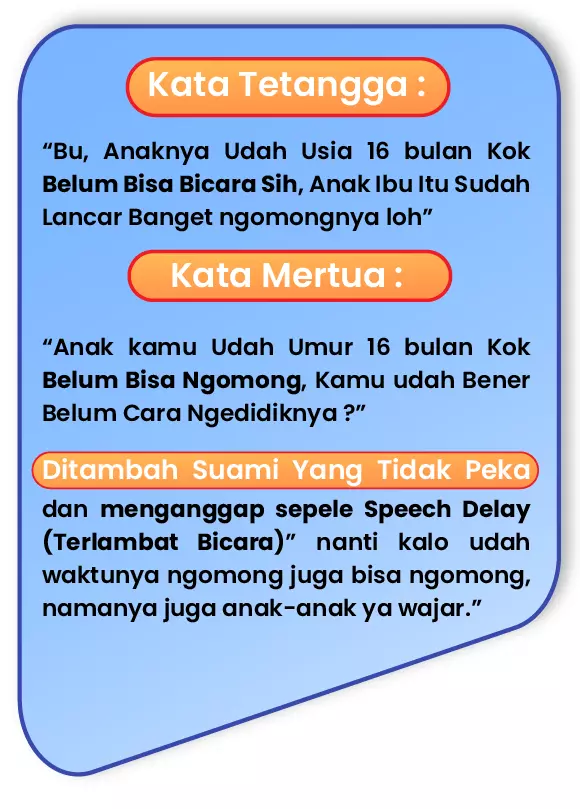 Kata Tetangga :
“Bu, Anaknya Udah Usia 16 bulan Kok
Belum Bisa Bicara Sih, Anak Ibu Itu Sudah
Lancar Banget ngomongnya loh”
Kata Mertua :
“Anak kamu Udah Umur 16 bulan Kok
Belum Bisa Ngomong, Kamu udah Bener
Belum Cara Ngedidiknya ?”
Ditambah Suami Yang Tidak Peka
dan menganggap sepele Speech Delay
(Terlambat Bicara)” nanti kalo udah
waktunya ngomong juga bisa ngomong,
namanya juga anak-anak ya wajar.”